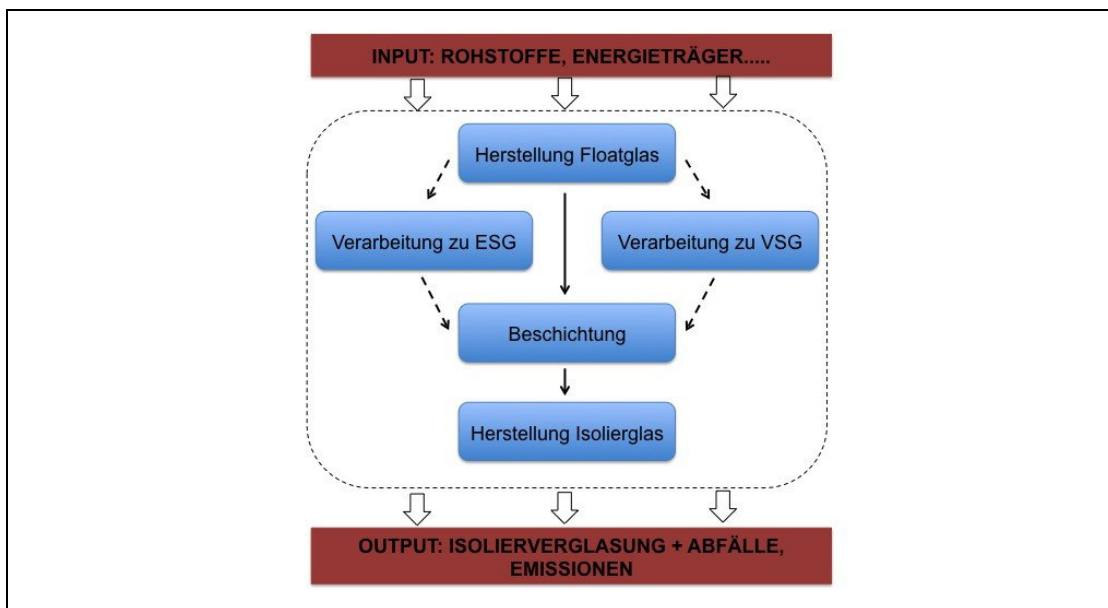 INPUT: ROHSTOFFE, ENERGIETRÄGER.....
Herstellung Floatglas
Verarbeitung zu ESG
Verarbeitung zu VSG
Beschichtung
Herstellung Isolierglas
OUTPUT: ISOLIERVERGLASUNG + ABFÄLLE,
EMISSIONEN